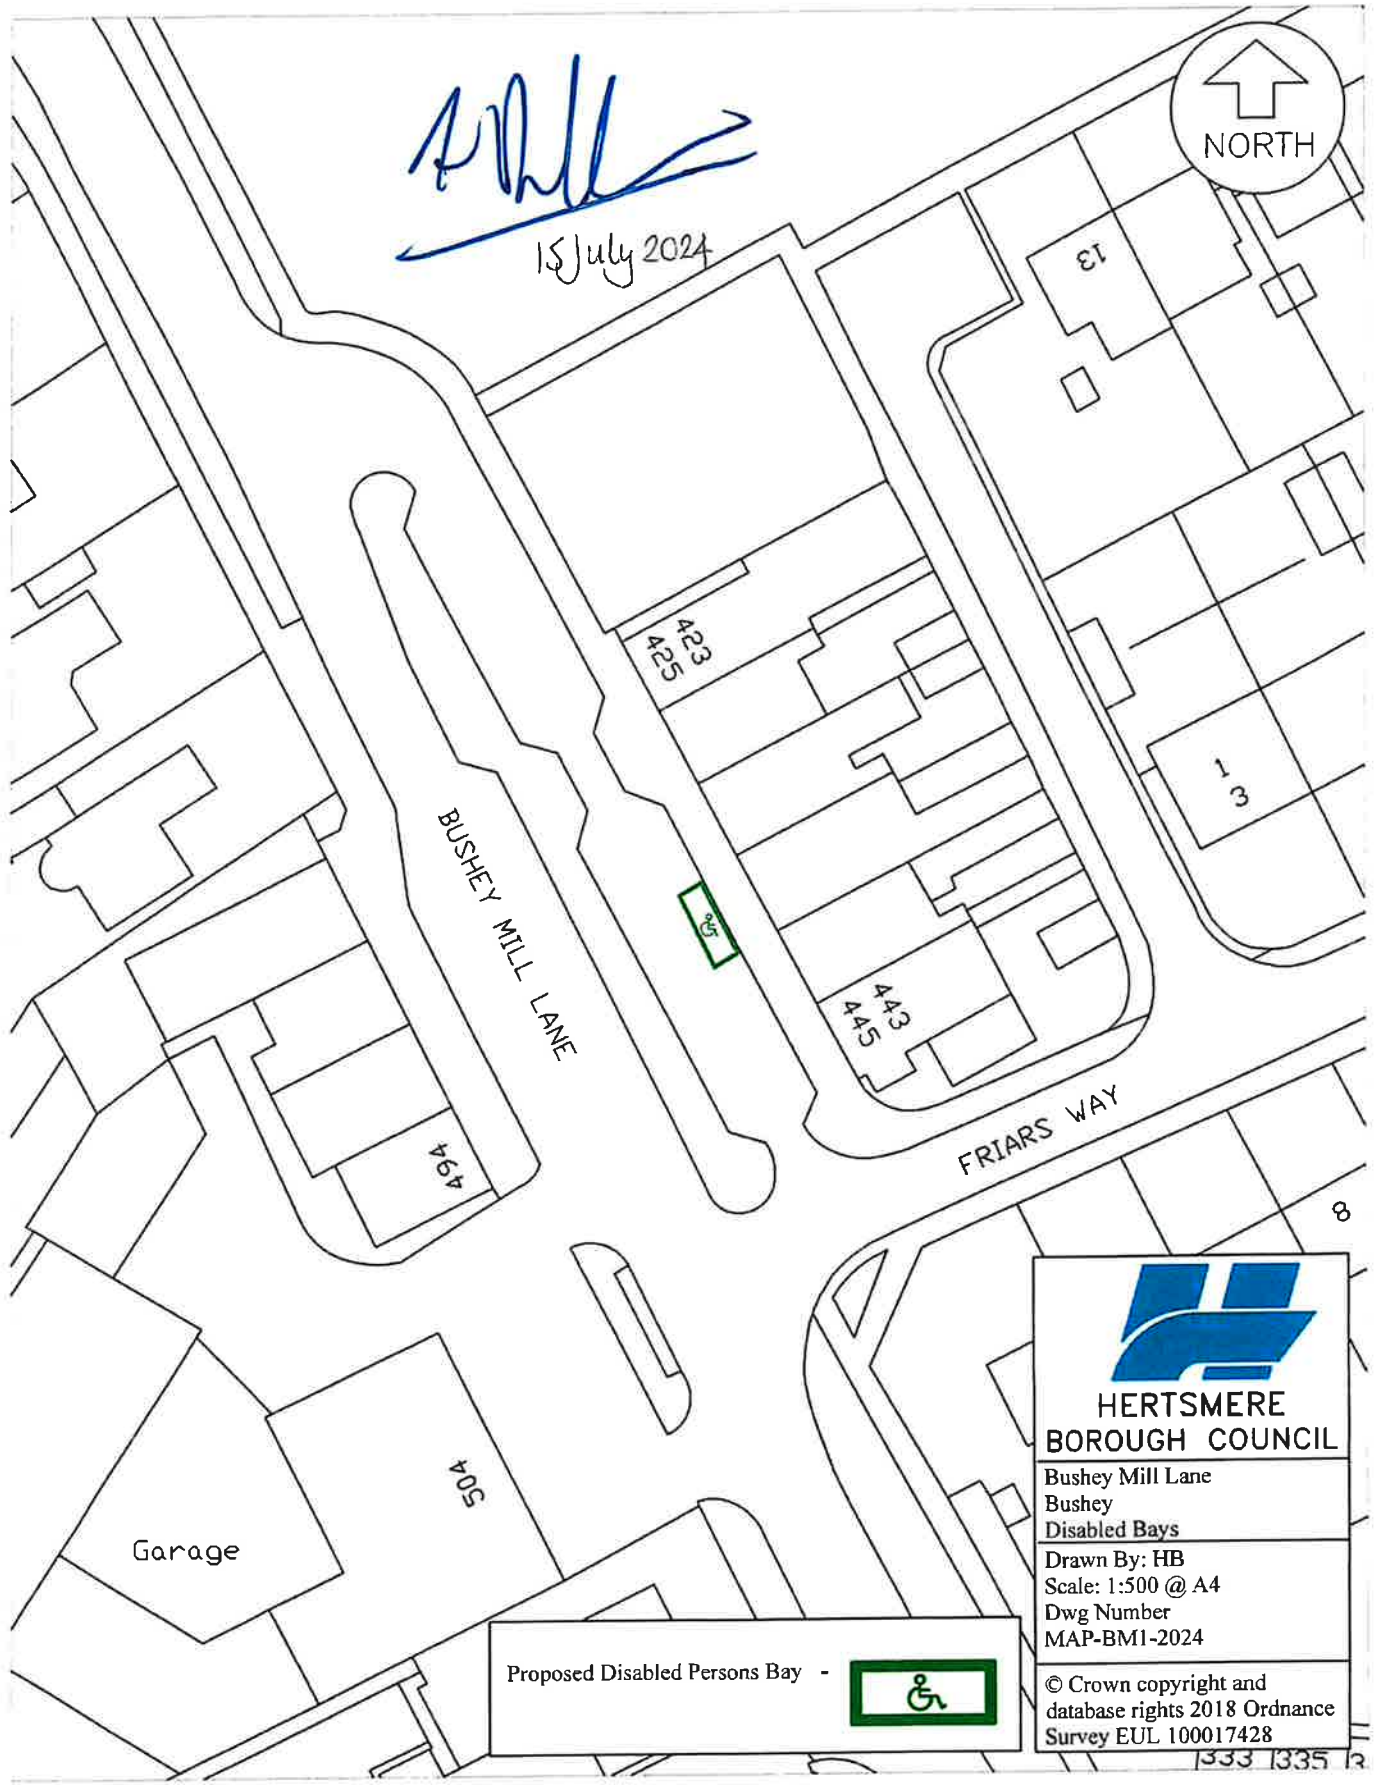 NORTH
15 July 2024
13
423
425
1
3
BUSHEY MILL LANE
443
445
FRIARS WAY
494
8
504
Garage
HERTSMERE
BOROUGH COUNCIL
Bushey Mill Lane
Bushey
Disabled Bays
Drawn By: HB
Scale: 1:500 @ A4
Dwg Number
MAP-BM1-2024
© Crown copyright and
database rights 2018 Ordnance
Survey EUL 100017428
Proposed Disabled Persons Bay -
333 335